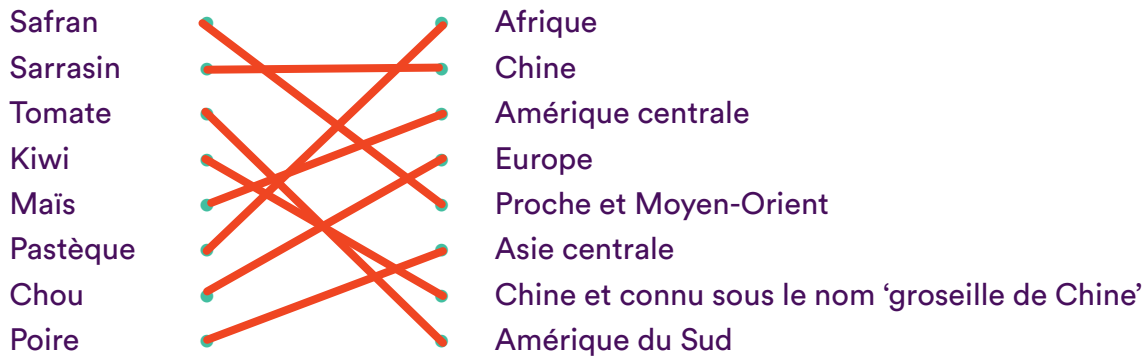 Safran Afrique
Sarrasin Chine
Tomate Amérique centrale
Kiwi Europe
Maïs Proche et Moyen-Orient
Pastèque Asie centrale
Chou Chine et connu sous le nom ‘groseille de Chine’
Poire Amérique du Sud